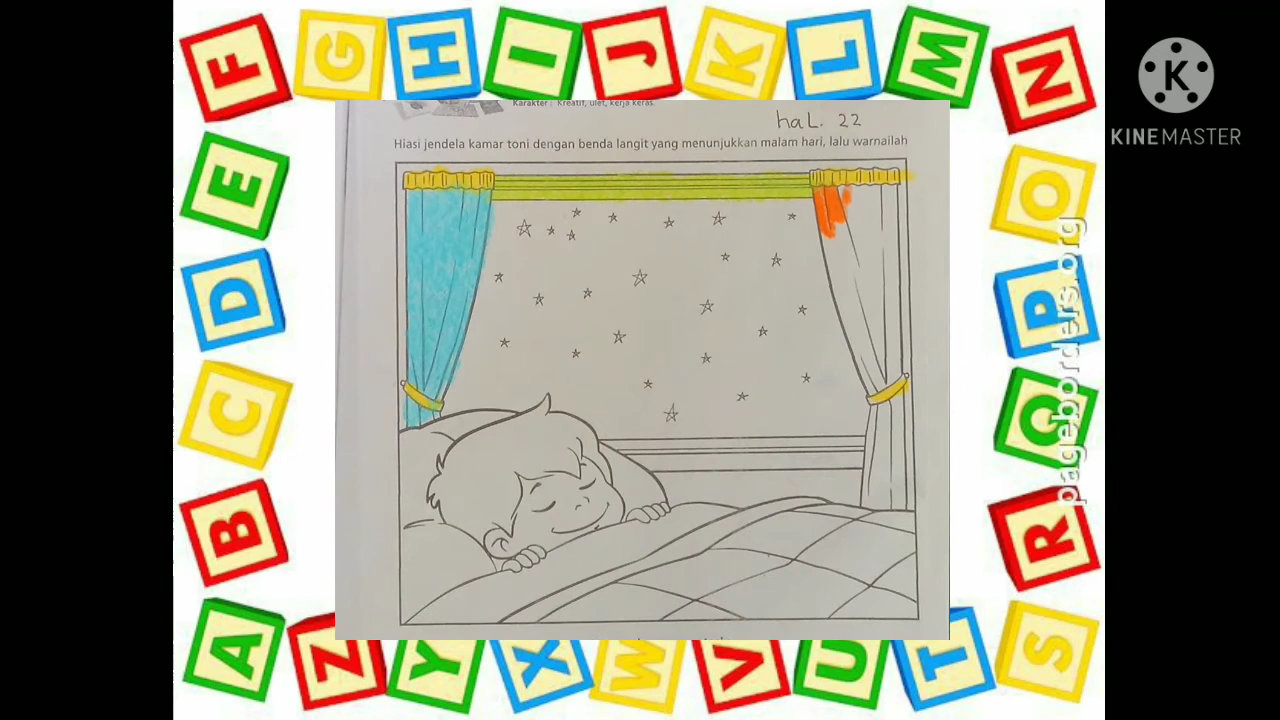 F G H I J K L M N
E
D
C
B
A
O
P
Q
R
Z Y X W V U T S
K
KINEMASTER
pageborders.org
Karakter : Kreatif, ulet, kerja keras.
haL. 22
Hiasi jendela kamar toni dengan benda langit yang menunjukkan malam hari, lalu warnailah